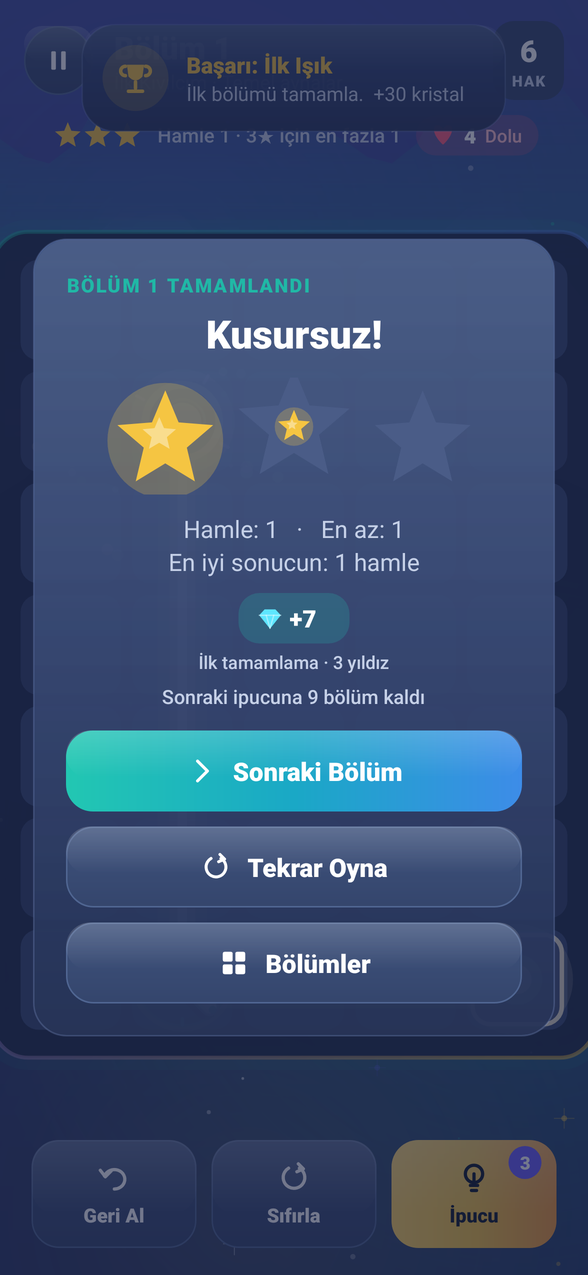 Bölüm 1
6
HAK
Başarı: İlk Işık
İlk bölümü tamamla. +30 kristal
Hamle 1 · 3★ için en fazla 1
4 Dolu
BÖLÜM 1 TAMAMLANDI
Kusursuz!
Hamle: 1 · En az: 1
En iyi sonucun: 1 hamle
+7
İlk tamamlama · 3 yıldız
Sonraki ipucuna 9 bölüm kaldı
Sonraki Bölüm
Tekrar Oyna
Bölümler
Geri Al
Sıfırla
3
İpucu